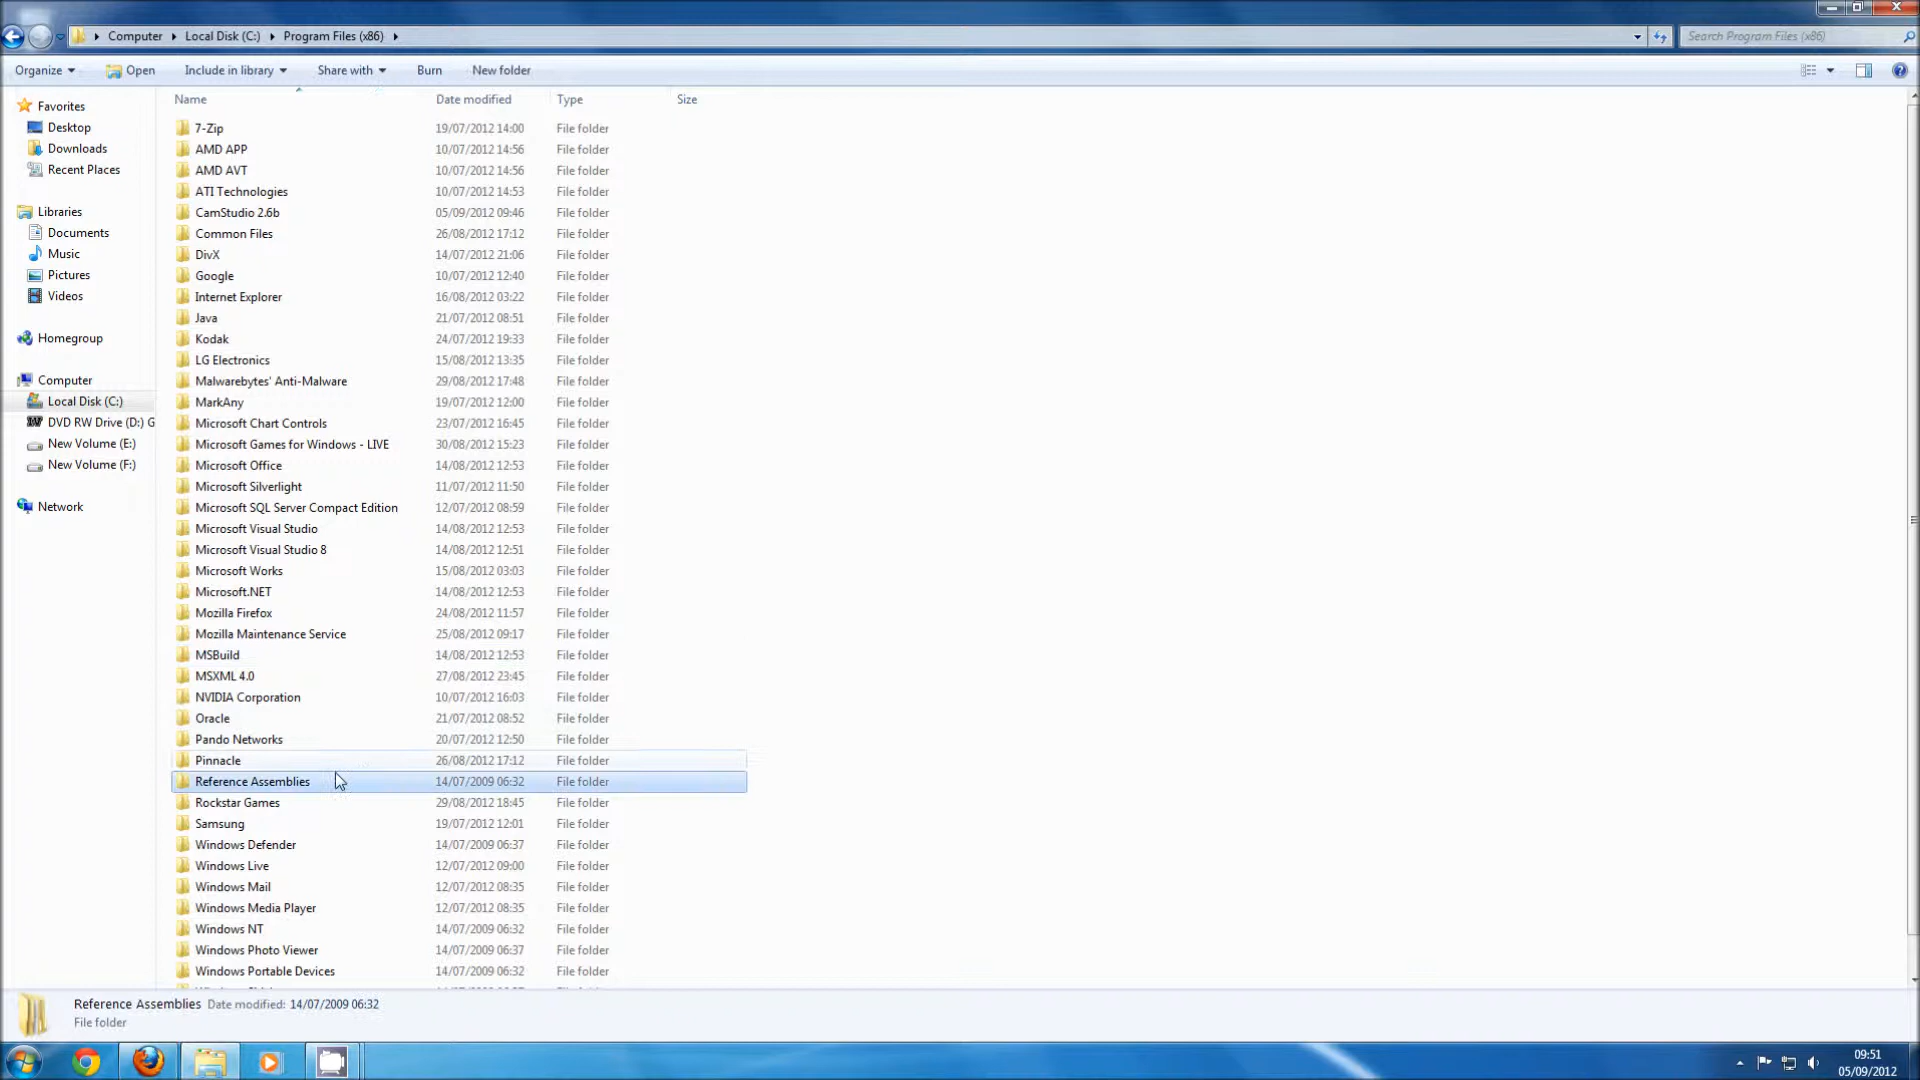 Computer Local Disk (C:) Program Files (x86) Search Program Files (x86)
Organize Open Include in library Share with Burn New folder
Name Date modified Type Size
Favorites
Desktop
Downloads
Recent Places
Libraries
Documents
Music
Pictures
Videos
Homegroup
Computer
Local Disk (C:)
DVD RW Drive (D:) G
New Volume (E:)
New Volume (F:)
Network
7-Zip 19/07/2012 14:00 File folder
AMD APP 10/07/2012 14:56 File folder
AMD AVT 10/07/2012 14:56 File folder
ATI Technologies 10/07/2012 14:53 File folder
CamStudio 2.6b 05/09/2012 09:46 File folder
Common Files 26/08/2012 17:12 File folder
DivX 14/07/2012 21:06 File folder
Google 10/07/2012 12:40 File folder
Internet Explorer 16/08/2012 03:22 File folder
Java 21/07/2012 08:51 File folder
Kodak 24/07/2012 19:33 File folder
LG Electronics 15/08/2012 13:35 File folder
Malwarebytes' Anti-Malware 29/08/2012 17:48 File folder
MarkAny 19/07/2012 12:00 File folder
Microsoft Chart Controls 23/07/2012 16:45 File folder
Microsoft Games for Windows - LIVE 30/08/2012 15:23 File folder
Microsoft Office 14/08/2012 12:53 File folder
Microsoft Silverlight 11/07/2012 11:50 File folder
Microsoft SQL Server Compact Edition 12/07/2012 08:59 File folder
Microsoft Visual Studio 14/08/2012 12:53 File folder
Microsoft Visual Studio 8 14/08/2012 12:51 File folder
Microsoft Works 15/08/2012 03:03 File folder
Microsoft.NET 14/08/2012 12:53 File folder
Mozilla Firefox 24/08/2012 11:57 File folder
Mozilla Maintenance Service 25/08/2012 09:17 File folder
MSBuild 14/08/2012 12:53 File folder
MSXML 4.0 27/08/2012 23:45 File folder
NVIDIA Corporation 10/07/2012 16:03 File folder
Oracle 21/07/2012 08:52 File folder
Pando Networks 20/07/2012 12:50 File folder
Pinnacle 26/08/2012 17:12 File folder
Reference Assemblies 14/07/2009 06:32 File folder
Rockstar Games 29/08/2012 18:45 File folder
Samsung 19/07/2012 12:01 File folder
Windows Defender 14/07/2009 06:37 File folder
Windows Live 12/07/2012 09:00 File folder
Windows Mail 12/07/2012 08:35 File folder
Windows Media Player 12/07/2012 08:35 File folder
Windows NT 14/07/2009 06:32 File folder
Windows Photo Viewer 14/07/2009 06:37 File folder
Windows Portable Devices 14/07/2009 06:32 File folder
Reference Assemblies Date modified: 14/07/2009 06:32
File folder
09:51
05/09/2012